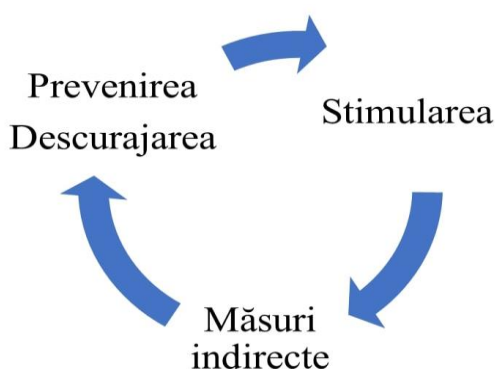 Prevenirea
Descurajarea
Stimularea
Măsuri
indirecte